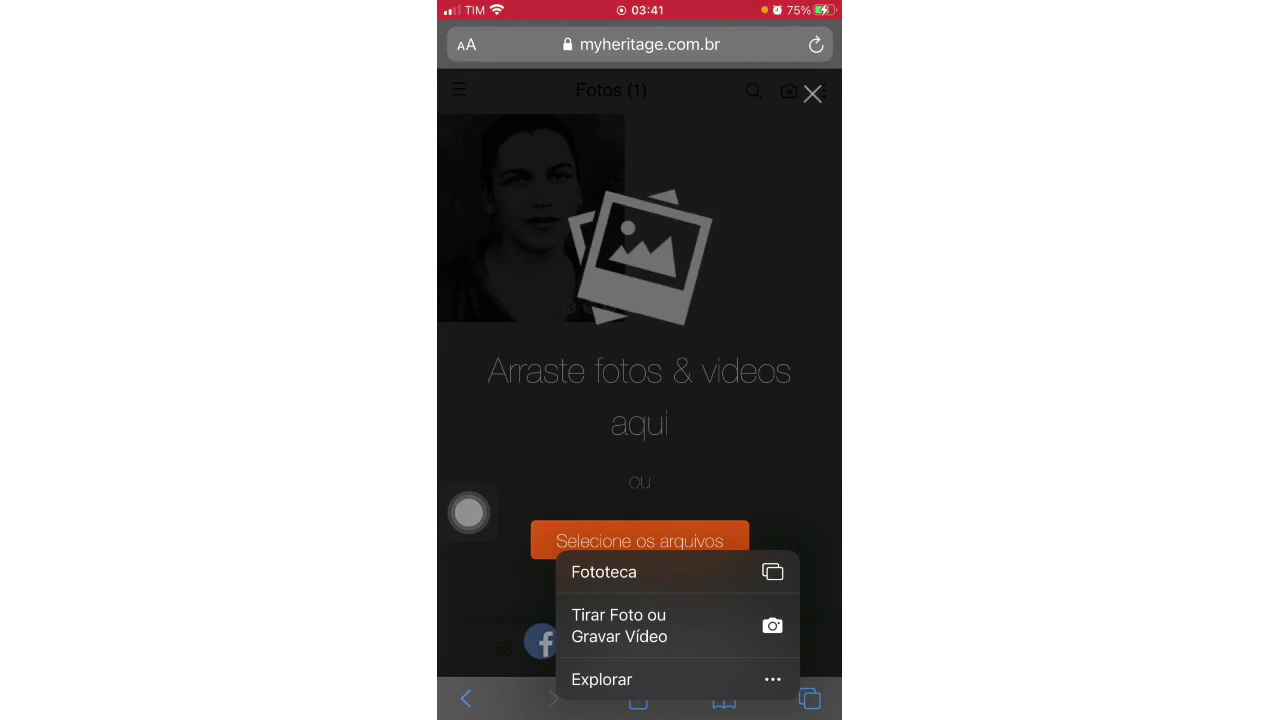 TIM 03:41 75%
AA myheritage.com.br
Fotos (1)
Arraste fotos & videos
aqui
ou
Selecione os arquivos
Fototeca
Tirar Foto ou
Gravar Vídeo
Explorar